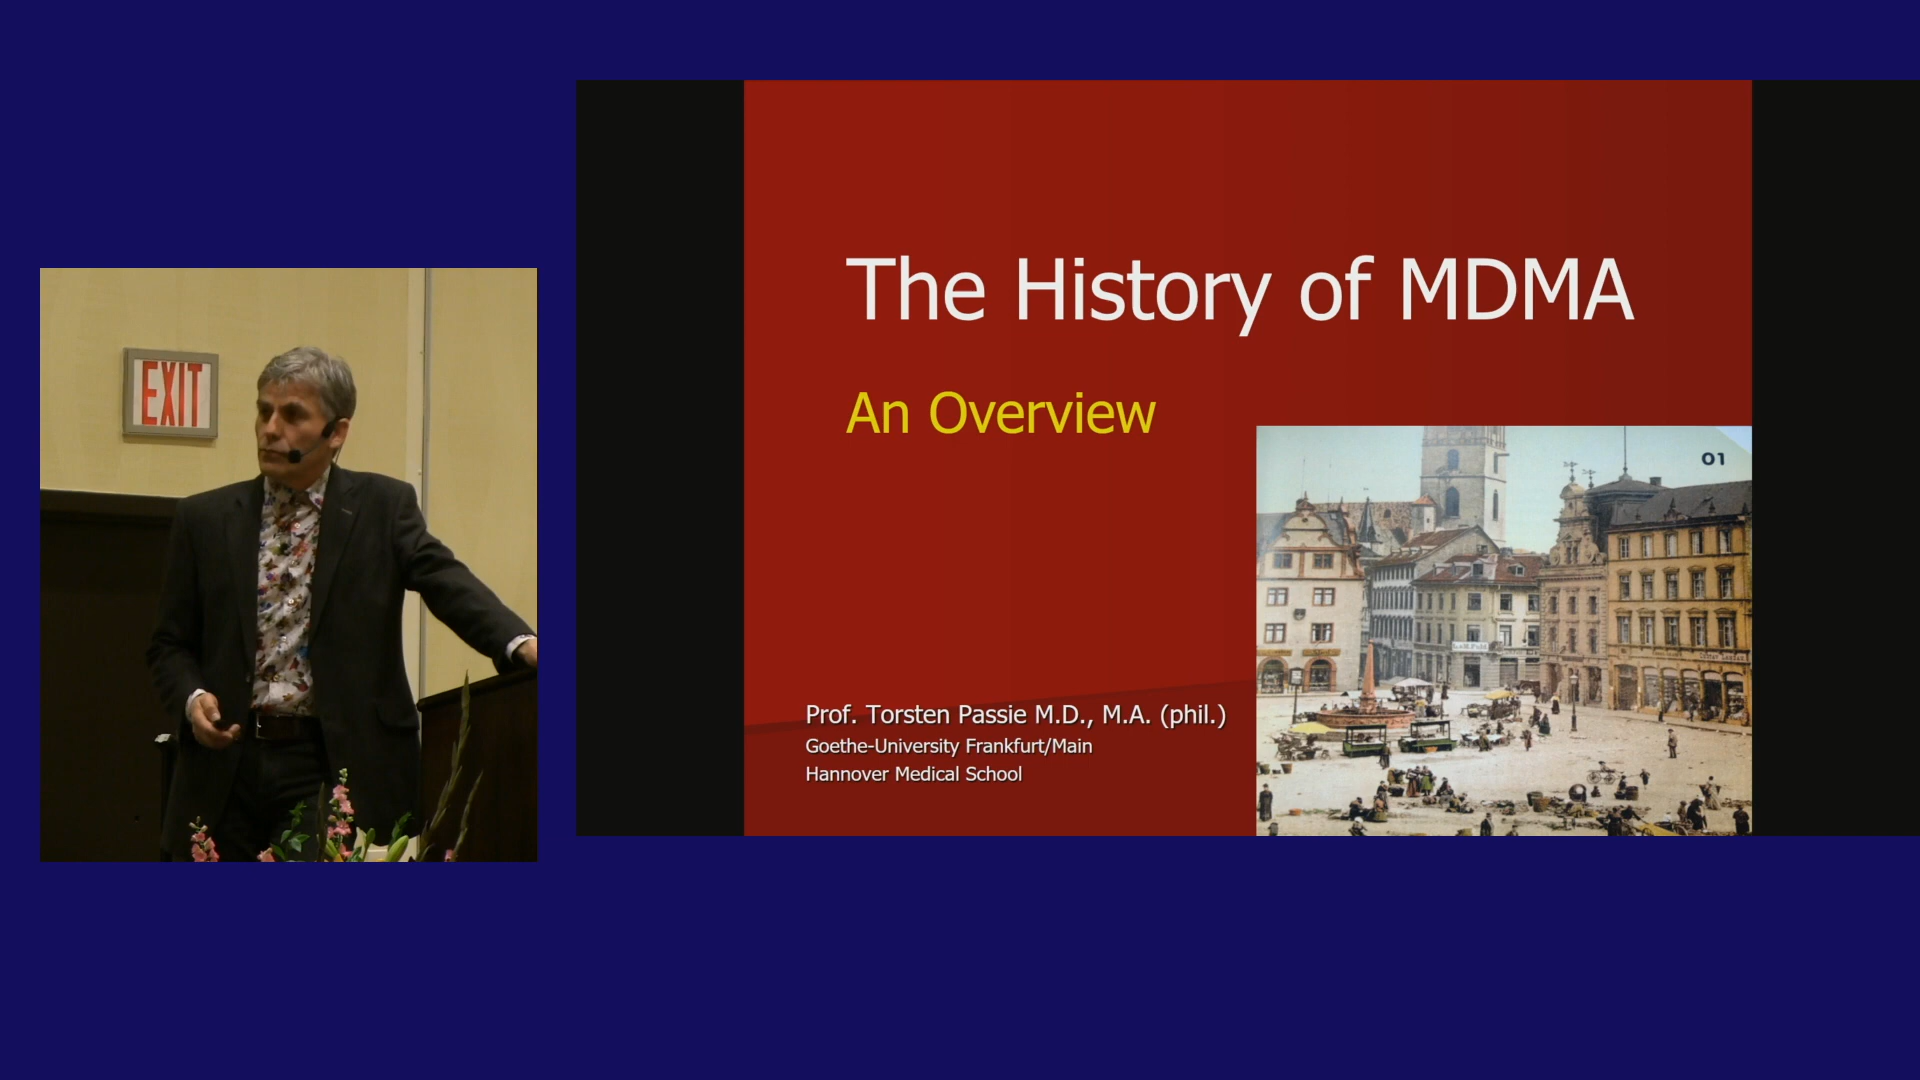 EXIT
The History of MDMA
An Overview
01
Prof. Torsten Passie M.D., M.A. (phil.)
Goethe-University Frankfurt/Main
Hannover Medical School